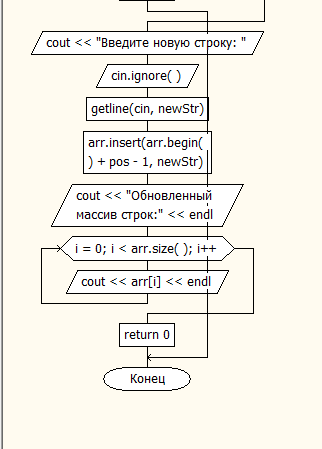 cout << "Введите новую строку: "
cin.ignore( )
getline(cin, newStr)
arr.insert(arr.begin(
) + pos - 1, newStr)
cout << "Обновленный
массив строк:" << endl
i = 0; i < arr.size( ); i++
cout << arr[i] << endl
return 0
Конец